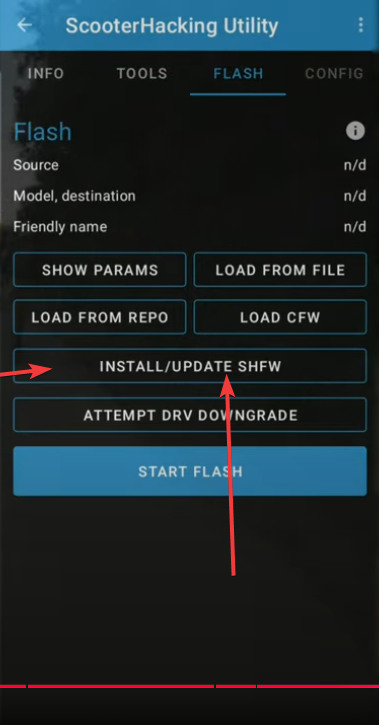 ScooterHacking Utility
INFO TOOLS FLASH CONFIG
Flash
Source n/d
Model, destination n/d
Friendly name n/d
SHOW PARAMS LOAD FROM FILE
LOAD FROM REPO LOAD CFW
INSTALL/UPDATE SHFW
ATTEMPT DRV DOWNGRADE
START FLASH